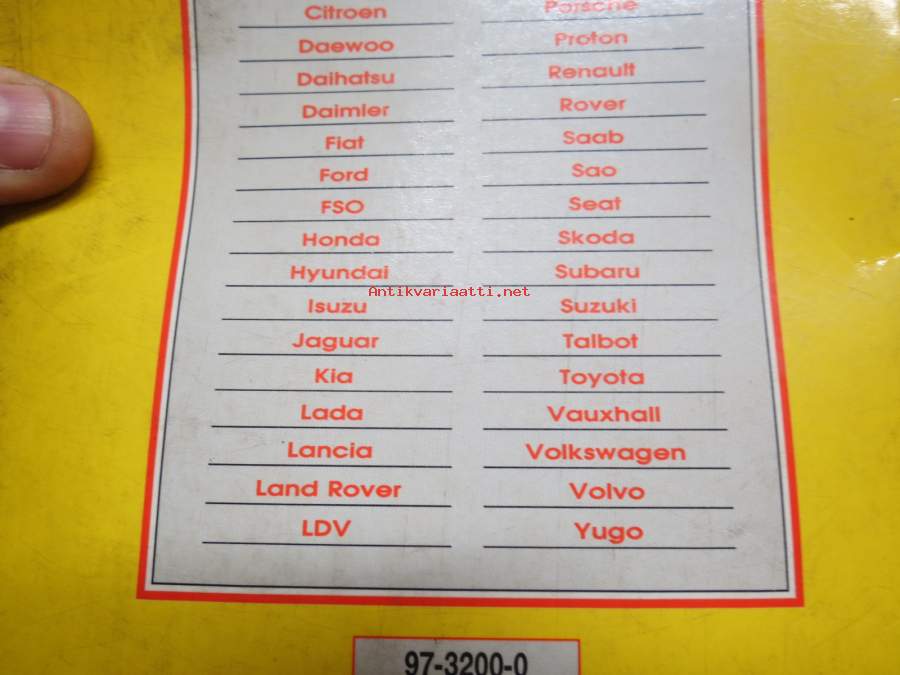 Citroen
Daewoo
Daihatsu
Daimler
Fiat
Ford
FSO
Honda
Hyundai
Isuzu
Jaguar
Kia
Lada
Lancia
Land Rover
LDV
Porsche
Proton
Renault
Rover
Saab
Sao
Seat
Skoda
Subaru
Suzuki
Talbot
Toyota
Vauxhall
Volkswagen
Volvo
Yugo
Antikvariaatti.net
97-3200-0